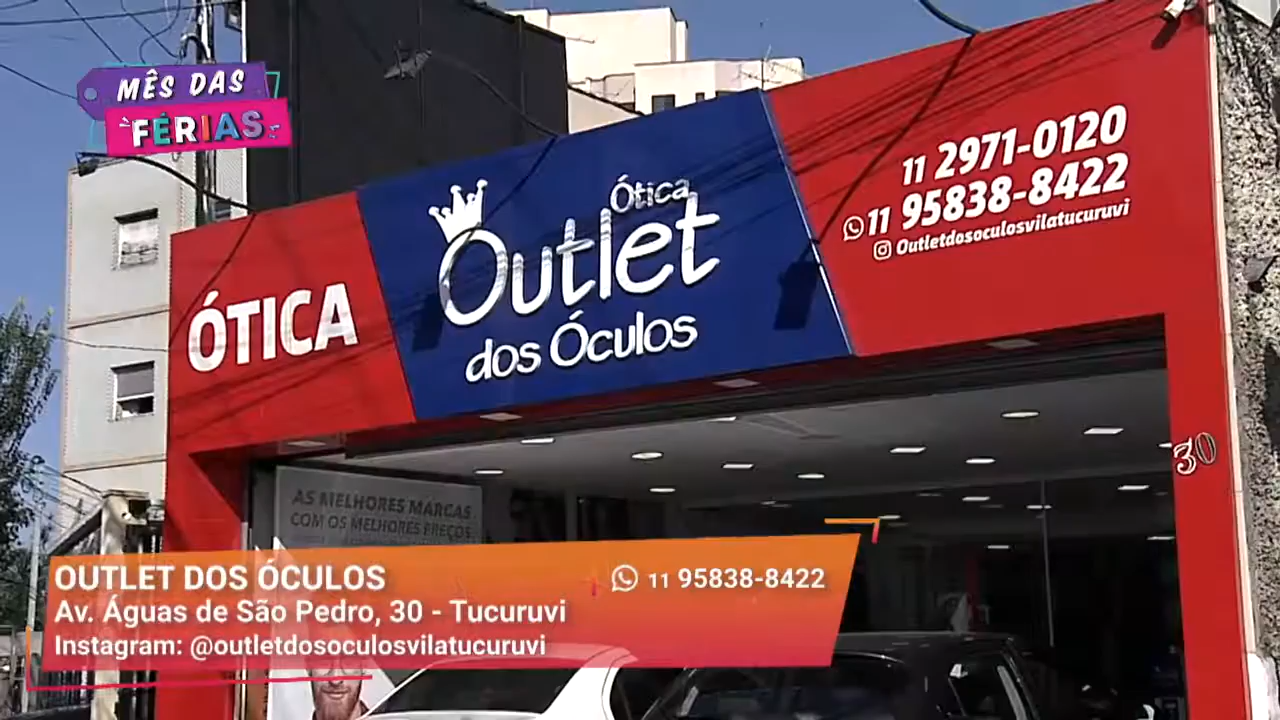 MÊS DAS
FÉRIAS
11 2971-0120
11 95838-8422
Outletdosoculosvilatucuruvi
Ótica
Outlet
dos Óculos
ÓTICA
30
AS MELHORES MARCAS
COM OS MELHORES PREÇOS
OUTLET DOS ÓCULOS
11 95838-8422
Av. Águas de São Pedro, 30 - Tucuruvi
Instagram: @outletdosoculosvilatucuruvi